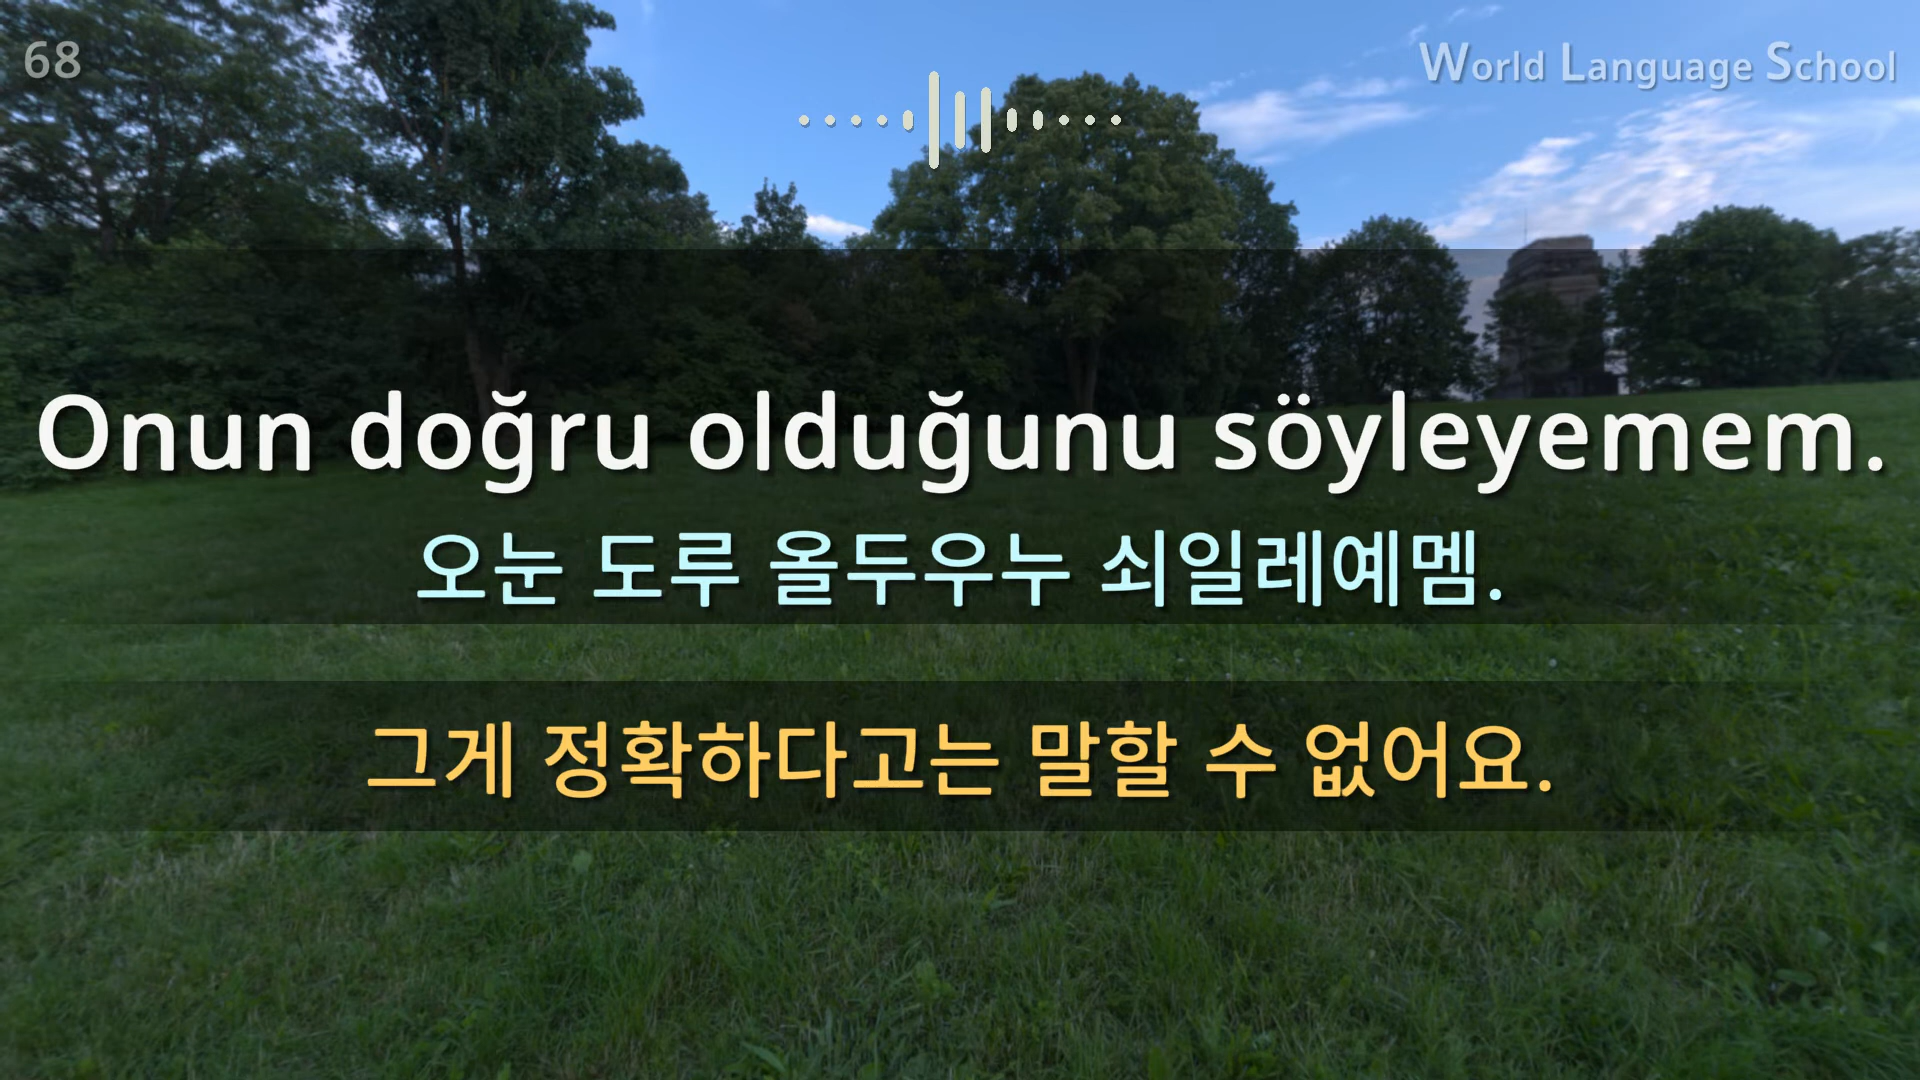 68
World Language School
Onun doğru olduğunu söyleyemem.
오눈 도루 올두우누 쇠일레예멤.
그게 정확하다고는 말할 수 없어요.